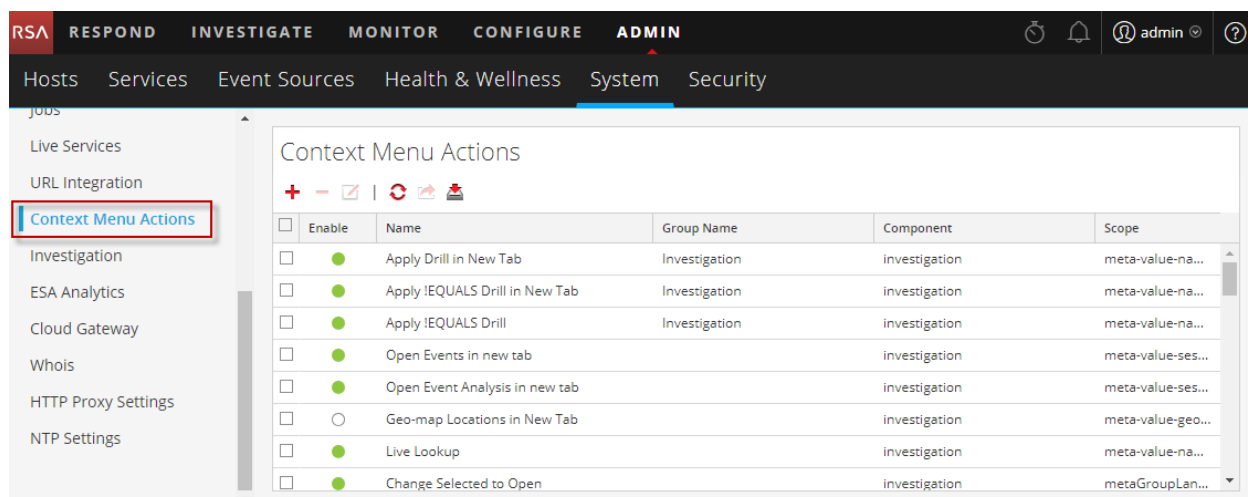 RSA RESPOND INVESTIGATE MONITOR CONFIGURE ADMIN admin ?
Hosts Services Event Sources Health & Wellness System Security
Jobs
Live Services
URL Integration
Context Menu Actions
Investigation
ESA Analytics
Cloud Gateway
Whois
HTTP Proxy Settings
NTP Settings
Context Menu Actions
Enable Name Group Name Component Scope
Apply Drill in New Tab Investigation investigation meta-value-na...
Apply !EQUALS Drill in New Tab Investigation investigation meta-value-na...
Apply !EQUALS Drill Investigation investigation meta-value-na...
Open Events in new tab investigation meta-value-ses...
Open Event Analysis in new tab investigation meta-value-ses...
Geo-map Locations in New Tab investigation meta-value-geo...
Live Lookup investigation meta-value-na...
Change Selected to Open investigation metaGroupLan...